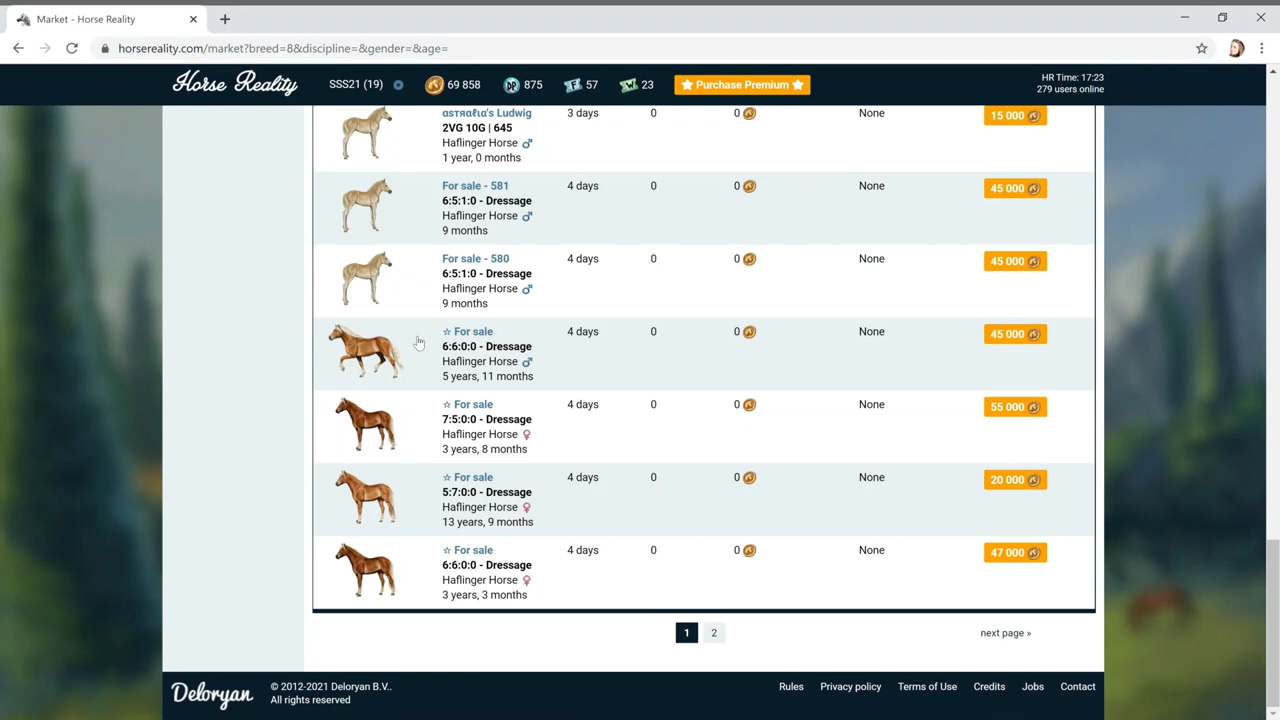 Market - Horse Reality
horsereality.com/market?breed=8&discipline=&gender=&age=
Horse Reality
SSS21 (19)
69 858
875
57
23
Purchase Premium
HR Time: 17:23
279 users online
αѕтяαℓια's Ludwig
2VG 10G | 645
Haflinger Horse ♂
1 year, 0 months
3 days
0
0
None
15 000
For sale - 581
6:5:1:0 - Dressage
Haflinger Horse ♂
9 months
4 days
0
0
None
45 000
For sale - 580
6:5:1:0 - Dressage
Haflinger Horse ♂
9 months
4 days
0
0
None
45 000
☆ For sale
6:6:0:0 - Dressage
Haflinger Horse ♂
5 years, 11 months
4 days
0
0
None
45 000
☆ For sale
7:5:0:0 - Dressage
Haflinger Horse ♀
3 years, 8 months
4 days
0
0
None
55 000
☆ For sale
5:7:0:0 - Dressage
Haflinger Horse ♀
13 years, 9 months
4 days
0
0
None
20 000
☆ For sale
6:6:0:0 - Dressage
Haflinger Horse ♀
3 years, 3 months
4 days
0
0
None
47 000
1
2
next page »
Deloryan
© 2012-2021 Deloryan B.V..
All rights reserved
Rules
Privacy policy
Terms of Use
Credits
Jobs
Contact